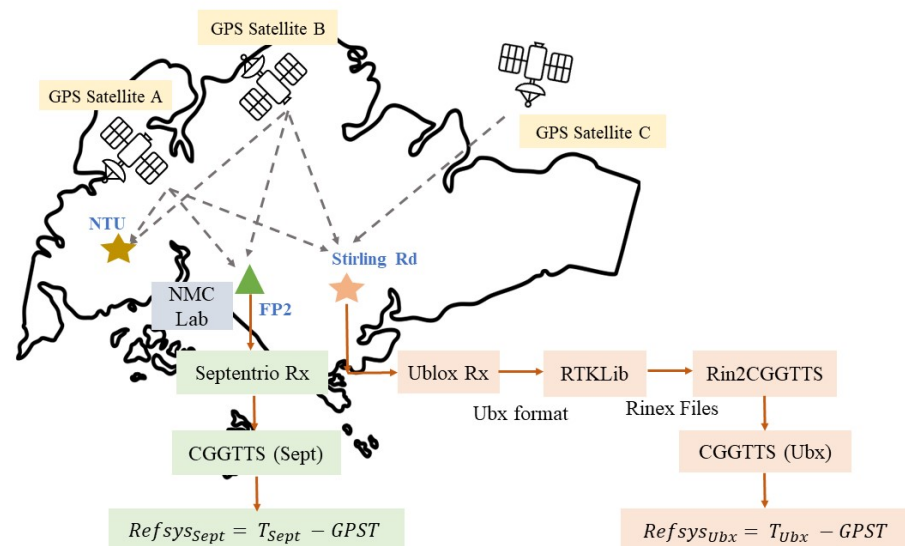 GPS Satellite B
GPS Satellite A
GPS Satellite C
NTU
Stirling Rd
NMC
Lab
FP2
Septentrio Rx
Ublox Rx
RTKLib
Rin2CGGTTS
Ubx format
Rinex Files
CGGTTS (Sept)
CGGTTS (Ubx)
Refsys_Sept = T_Sept − GPST
Refsys_Ubx = T_Ubx − GPST